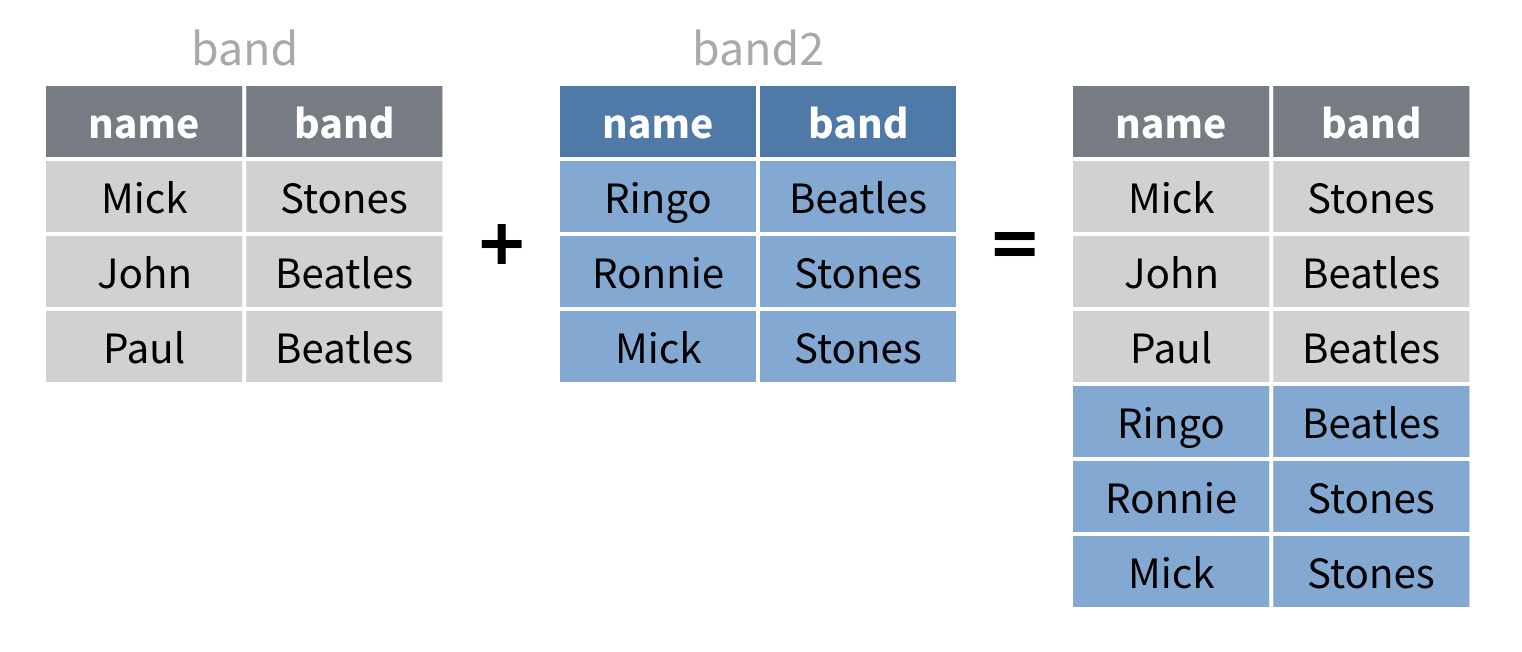 band band2
name band name band name band
Mick Stones Ringo Beatles Mick Stones
John Beatles + Ronnie Stones = John Beatles
Paul Beatles Mick Stones Paul Beatles
Ringo Beatles
Ronnie Stones
Mick Stones